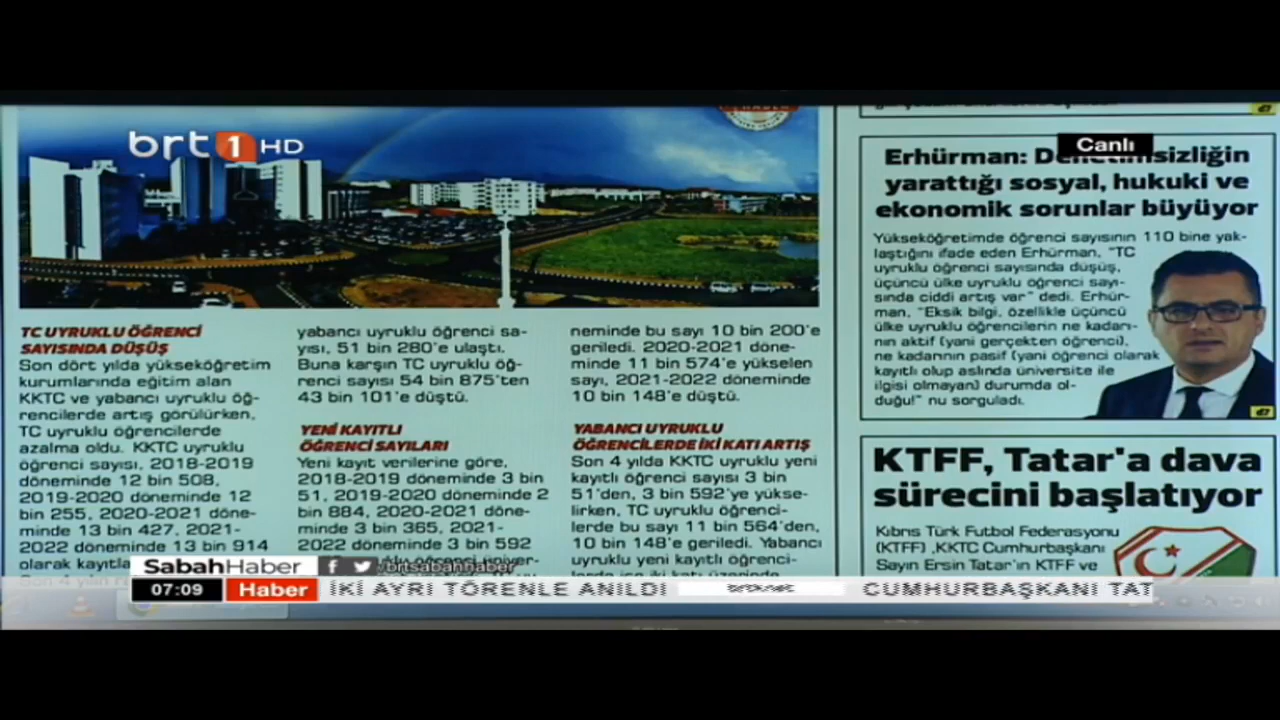 brt 1 HD
Canlı
TC UYRUKLU ÖĞRENCİ
SAYISINDA DÜŞÜŞ
Son dört yılda yükseköğretim
kurumlarında eğitim alan
KKTC ve yabancı uyruklu öğ-
rencilerde artış görülürken,
TC uyruklu öğrencilerde
azalma oldu. KKTC uyruklu
öğrenci sayısı, 2018-2019
döneminde 12 bin 508,
2019-2020 döneminde 12
bin 255, 2020-2021 döne-
minde 13 bin 427, 2021-
2022 döneminde 13 bin 914
olarak kayıtla
Son 4 yılın
yabancı uyruklu öğrenci sa-
yısı, 51 bin 280'e ulaştı.
Buna karşın TC uyruklu öğ-
renci sayısı 54 bin 875'ten
43 bin 101'e düştü.
YENİ KAYITLI
ÖĞRENCİ SAYILARI
Yeni kayıt verilerine göre,
2018-2019 döneminde 3 bin
51, 2019-2020 döneminde 2
bin 884, 2020-2021 döne-
minde 3 bin 365, 2021-
2022 döneminde 3 bin 592
neminde bu sayı 10 bin 200'e
geriledi. 2020-2021 döne-
minde 11 bin 574'e yükselen
sayı, 2021-2022 döneminde
10 bin 148'e düştü.
YABANCI UYRUKLU
ÖĞRENCİLERDE İKİ KATI ARTIŞ
Son 4 yılda KKTC uyruklu yeni
kayıtlı öğrenci sayısı 3 bin
51'den, 3 bin 592'ye yükse-
lirken, TC uyruklu öğrenci-
lerde bu sayı 11 bin 564'den,
10 bin 148'e geriledi. Yabancı
uyruklu yeni kayıtlı öğrenci-
lerde ise iki katı üzerinde
Erhürman: Denetimsizliğin
yarattığı sosyal, hukuki ve
ekonomik sorunlar büyüyor
Yükseköğretimde öğrenci sayısının 110 bine yak-
laştığını ifade eden Erhürman, "TC
uyruklu öğrenci sayısında düşüş,
üçüncü ülke uyruklu öğrenci sayı-
sında ciddi artış var" dedi. Erhür-
man, "Eksik bilgi, özellikle üçüncü
ülke uyruklu öğrencilerin ne kadarı-
nın aktif (yani gerçekten öğrenci),
ne kadarının pasif (yani öğrenci olarak
kayıtlı olup aslında üniversite ile
ilgisi olmayan) durumda ol-
duğu!" nu sorguladı.
d7
KTFF, Tatar'a dava
sürecini başlatıyor
Kıbrıs Türk Futbol Federasyonu
(KTFF) ,KKTC Cumhurbaşkanı
Sayın Ersin Tatar'ın KTFF ve
SabahHaber
/brtsabahhaber
07:09
Haber
İKİ AYRI TÖRENLE ANILDI
CUMHURBAŞKANI TAT